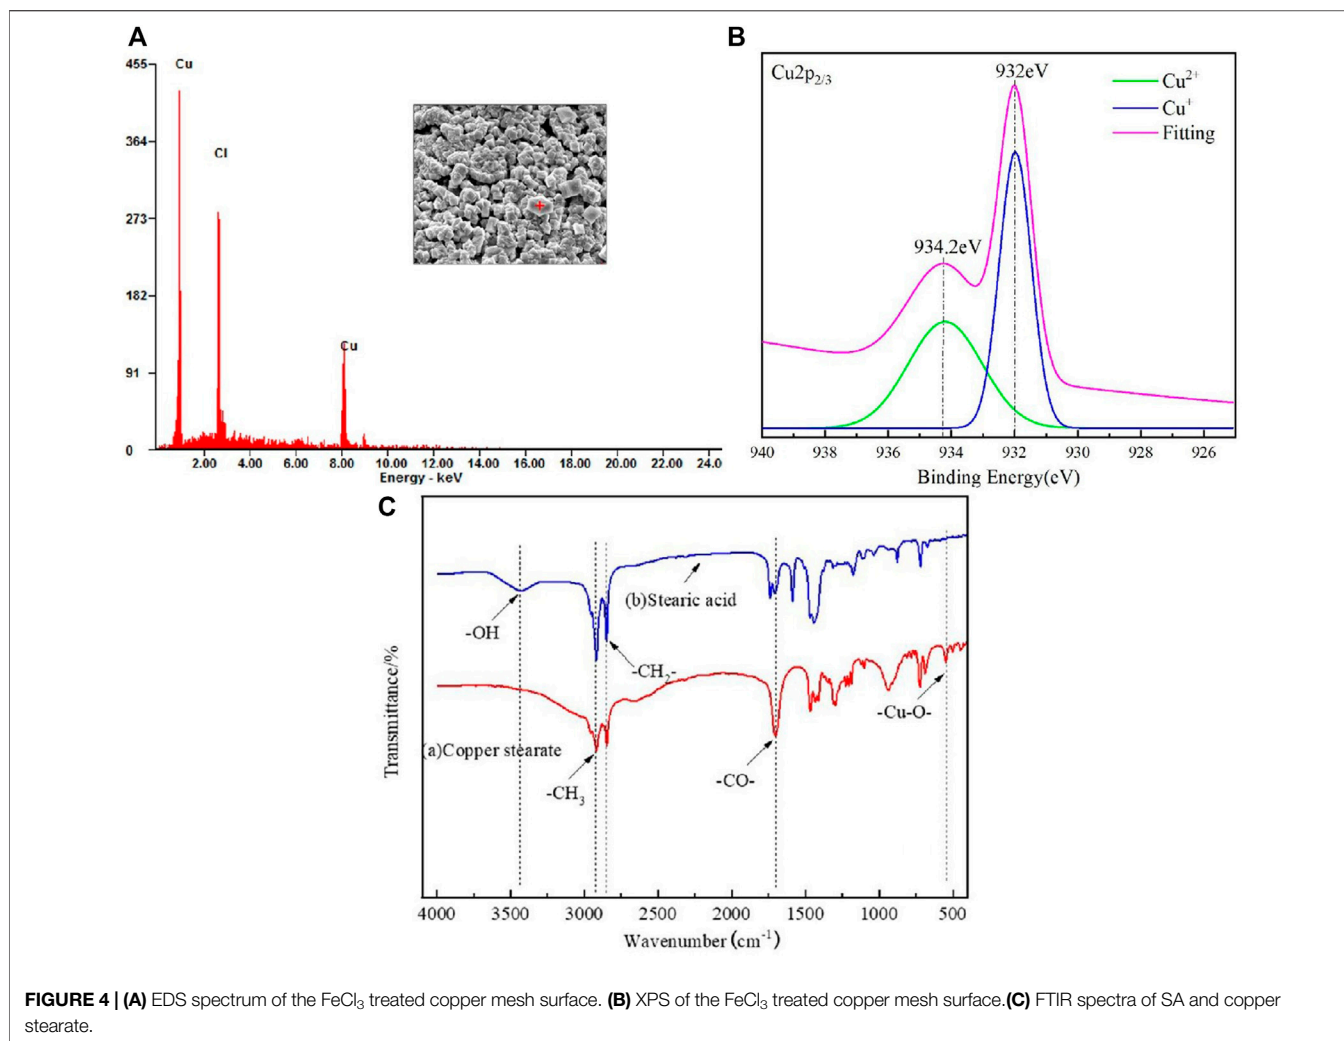 A
455
364
273
182
91
0
Cu
Cl
Cu
2.00 4.00 6.00 8.00 10.00 12.00 14.00 16.00 18.00 20.00 22.00 24.0
Energy - keV
B
Cu2p2/3
932eV
934.2eV
Cu2+
Cu+
Fitting
940 938 936 934 932 930 928 926
Binding Energy(eV)
C
Transmittance/%
-OH
(b)Stearic acid
-CH2-
(a)Copper stearate
-CH3
-CO-
-Cu-O-
4000 3500 3000 2500 2000 1500 1000 500
Wavenumber (cm-1)
FIGURE 4 | (A) EDS spectrum of the FeCl3 treated copper mesh surface. (B) XPS of the FeCl3 treated copper mesh surface.(C) FTIR spectra of SA and copper
stearate.